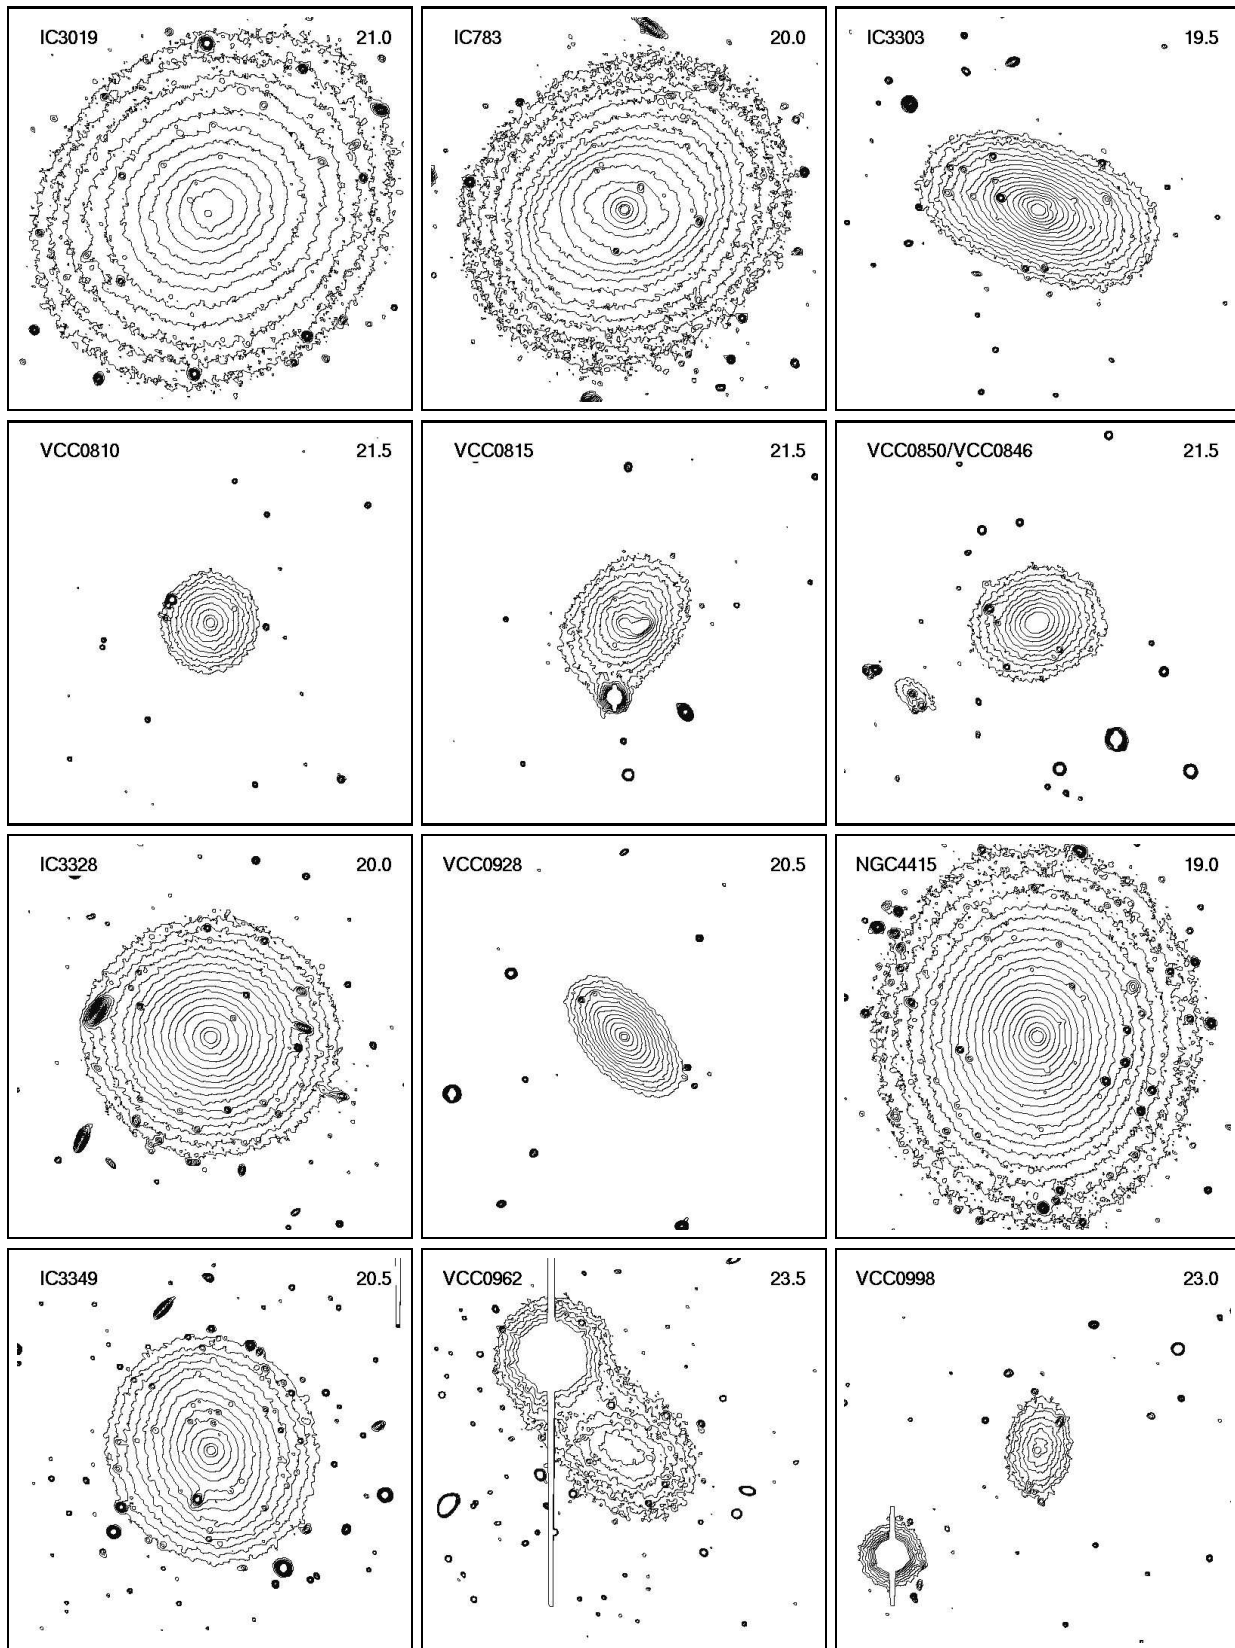 IC3019 21.0
IC783 20.0
IC3303 19.5
VCC0810 21.5
VCC0815 21.5
VCC0850/VCC0846 21.5
IC3328 20.0
VCC0928 20.5
NGC4415 19.0
IC3349 20.5
VCC0962 23.5
VCC0998 23.0